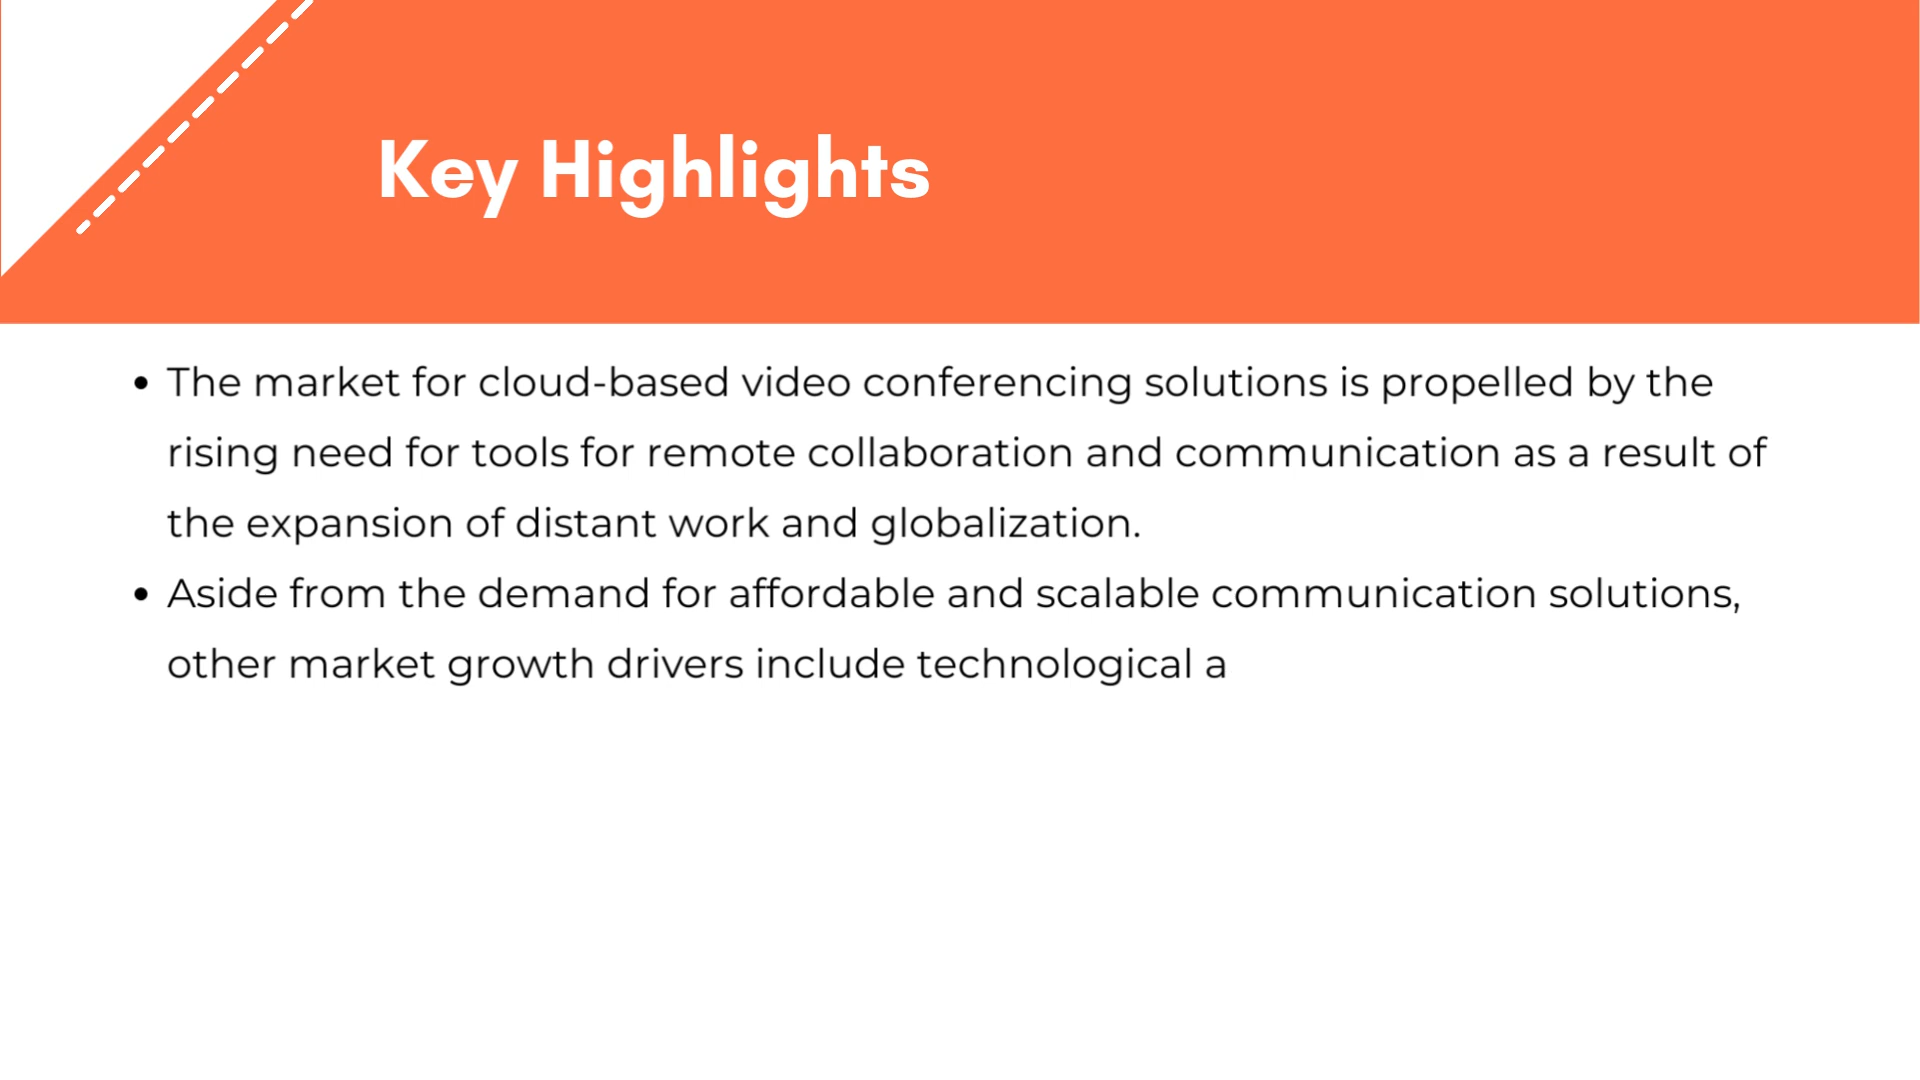 Key Highlights
• The market for cloud-based video conferencing solutions is propelled by the
rising need for tools for remote collaboration and communication as a result of
the expansion of distant work and globalization.
• Aside from the demand for affordable and scalable communication solutions,
other market growth drivers include technological a